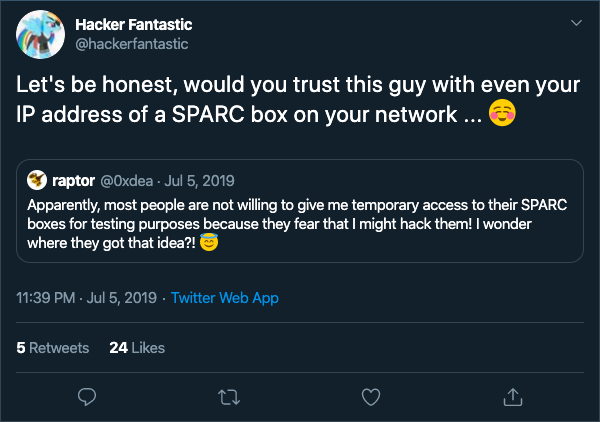 Hacker Fantastic
@hackerfantastic
Let's be honest, would you trust this guy with even your
IP address of a SPARC box on your network ... ☺️
raptor @0xdea · Jul 5, 2019
Apparently, most people are not willing to give me temporary access to their SPARC
boxes for testing purposes because they fear that I might hack them! I wonder
where they got that idea?! 😇
11:39 PM · Jul 5, 2019 · Twitter Web App
5 Retweets 24 Likes